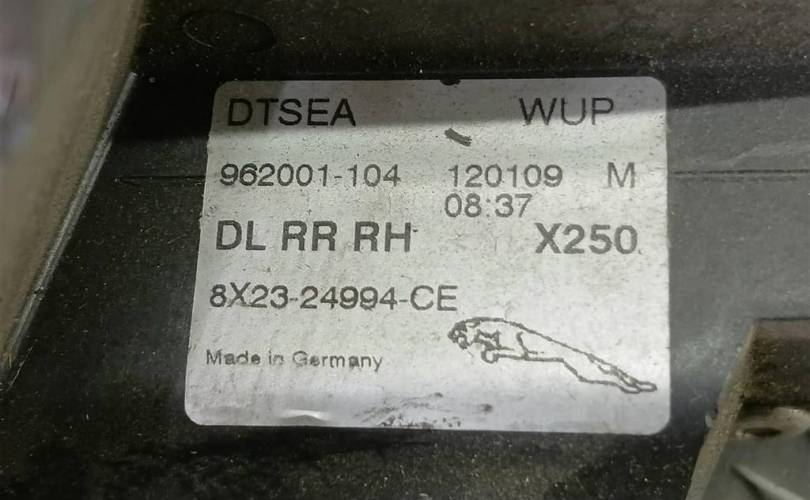 DTSEA WUP
962001-104 120109 M
08:37
DL RR RH X250
8X23-24994-CE
Made in Germany